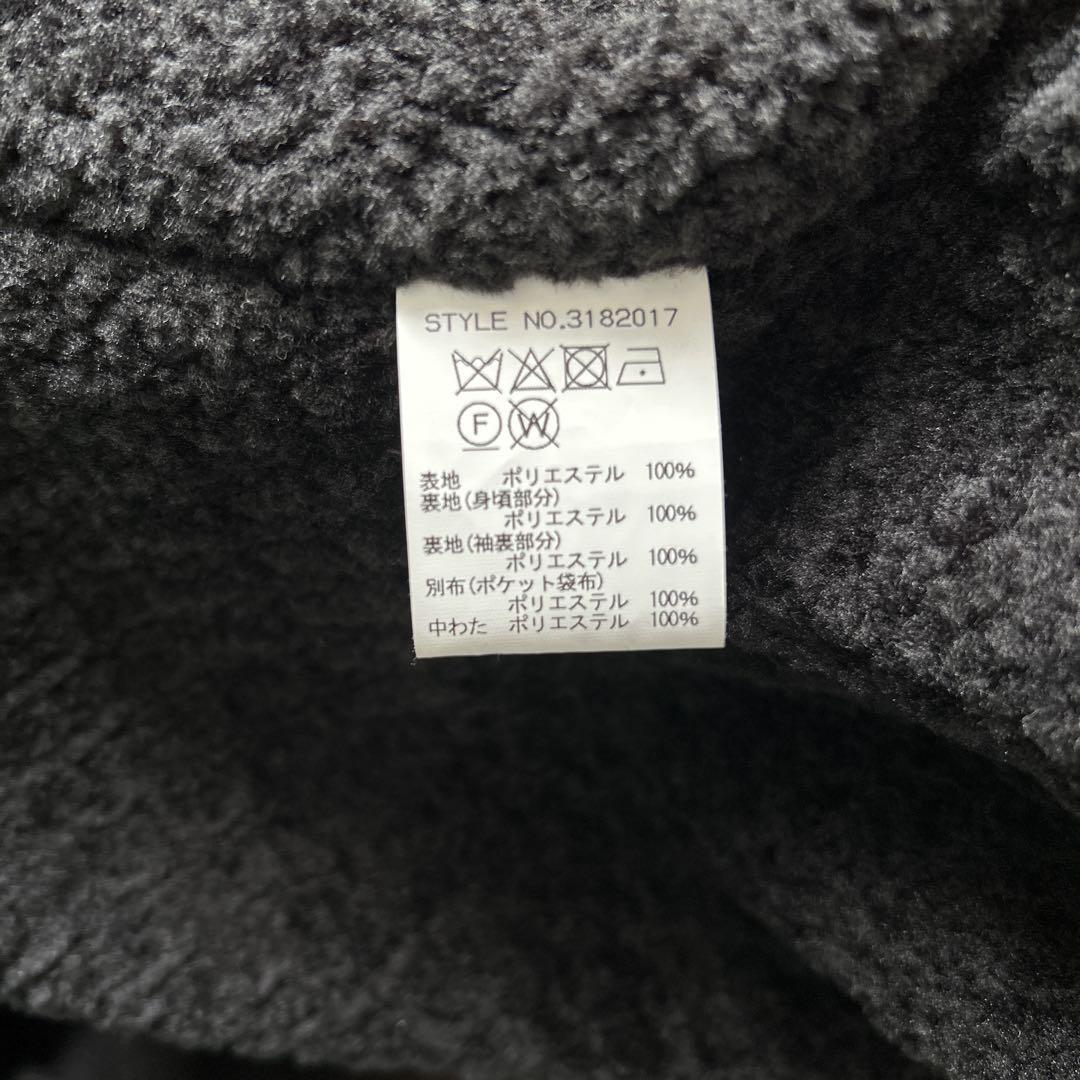 STYLE NO.3182017
F W
表地 ポリエステル 100%
裏地(身頃部分)
ポリエステル 100%
裏地(袖裏部分)
ポリエステル 100%
別布(ポケット袋布)
ポリエステル 100%
中わた ポリエステル 100%